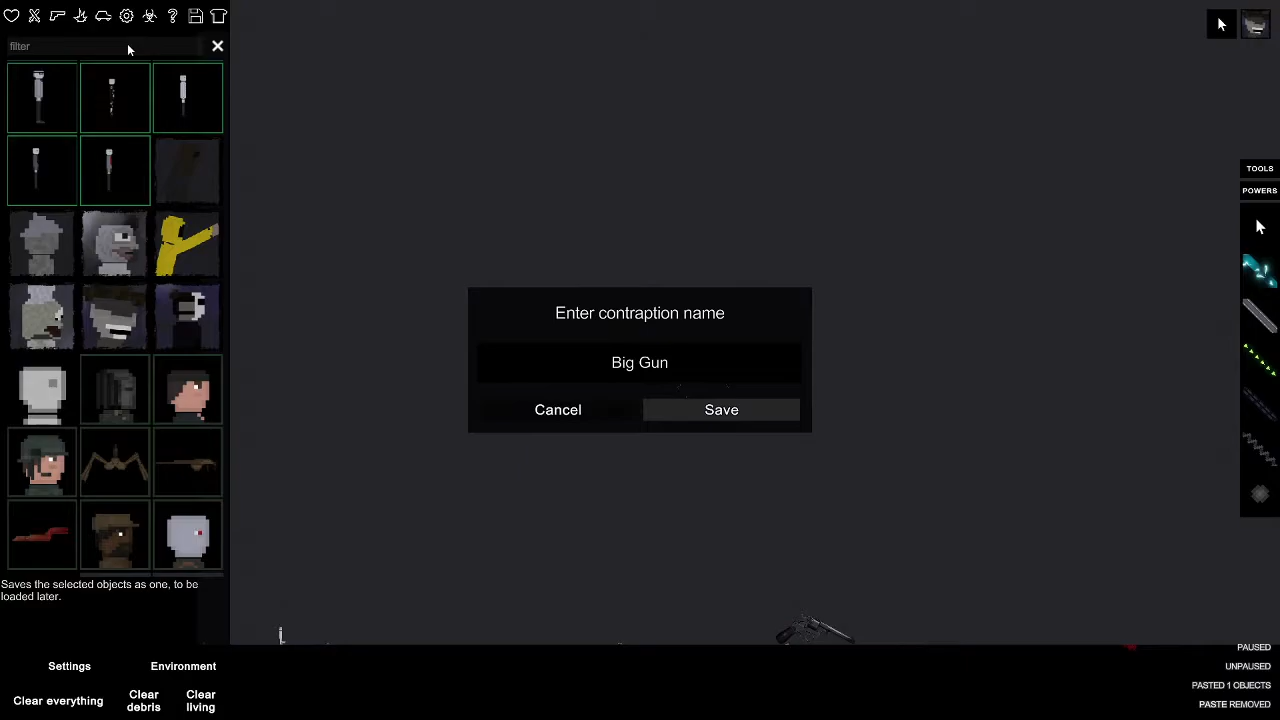 filter
Enter contraption name
Big Gun
Cancel
Save
TOOLS
POWERS
Saves the selected objects as one, to be
loaded later.
Settings
Environment
Clear everything
Clear
debris
Clear
living
PAUSED
UNPAUSED
PASTED 1 OBJECTS
PASTE REMOVED